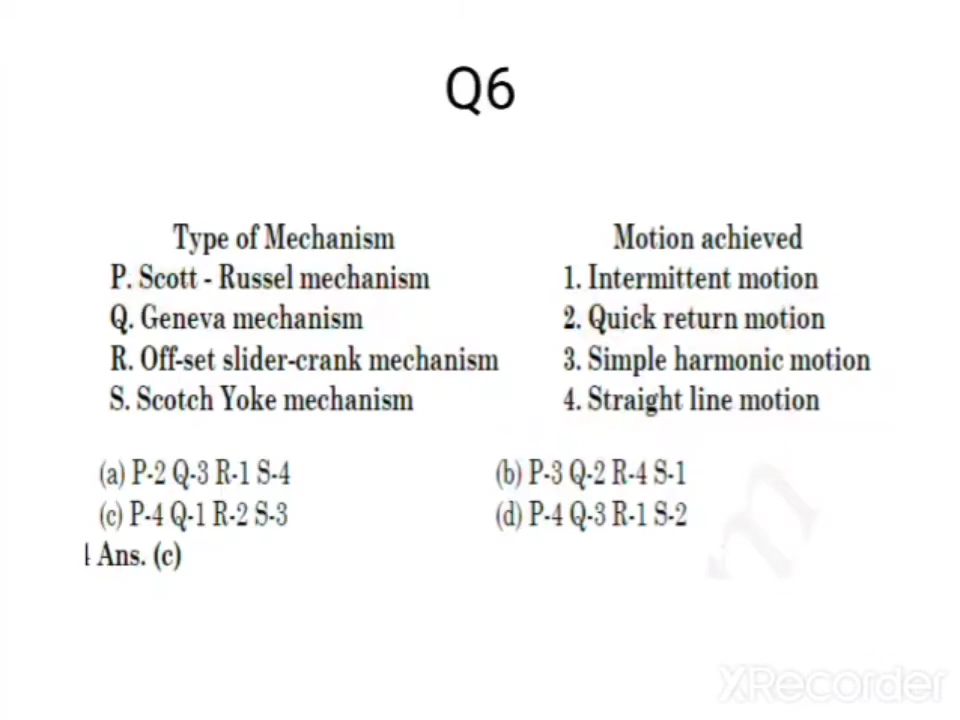 Q6
Type of Mechanism Motion achieved
P. Scott - Russel mechanism 1. Intermittent motion
Q. Geneva mechanism 2. Quick return motion
R. Off-set slider-crank mechanism 3. Simple harmonic motion
S. Scotch Yoke mechanism 4. Straight line motion
(a) P-2 Q-3 R-1 S-4 (b) P-3 Q-2 R-4 S-1
(c) P-4 Q-1 R-2 S-3 (d) P-4 Q-3 R-1 S-2
Ans. (c)
XRecorder